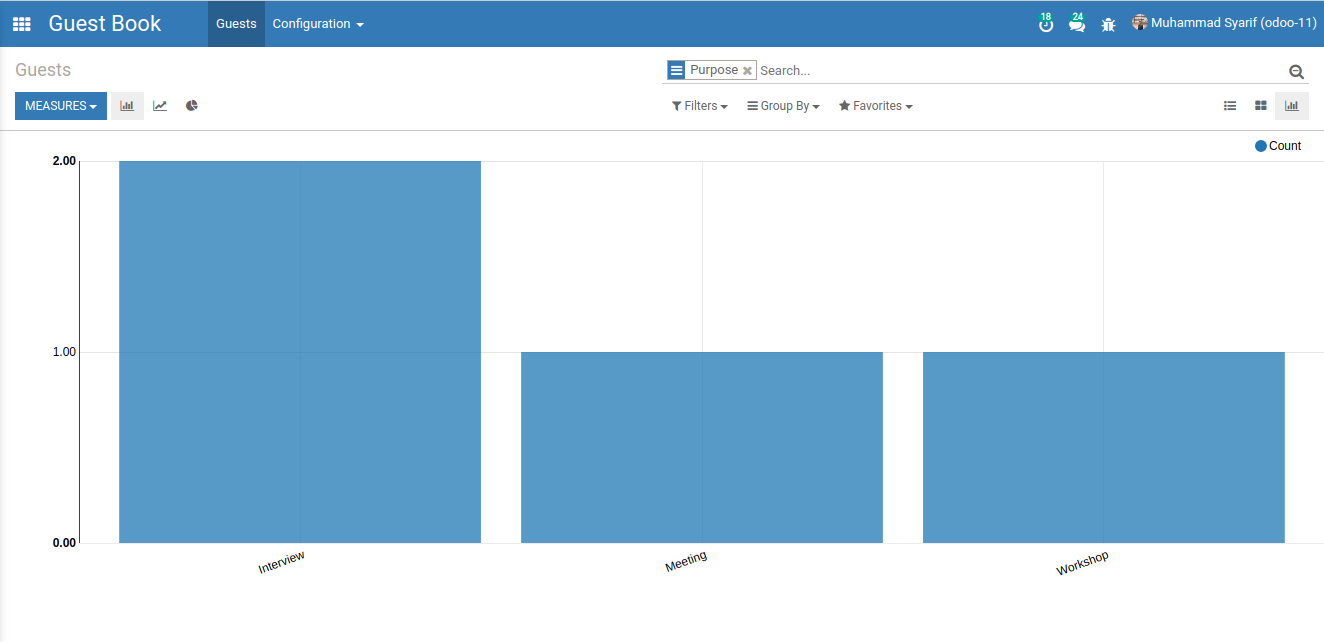 Guest Book
Guests
Configuration
18
24
Muhammad Syarif (odoo-11)
Guests
Purpose
Search...
MEASURES
Filters
Group By
Favorites
Count
2.00
1.00
0.00
Interview
Meeting
Workshop